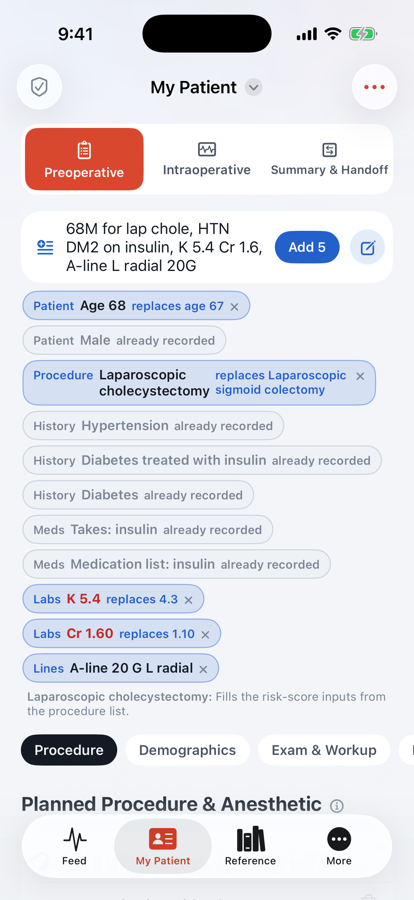 9:41
My Patient
Preoperative
Intraoperative
Summary & Handoff
68M for lap chole, HTN
DM2 on insulin, K 5.4 Cr 1.6,
A-line L radial 20G
Add 5
Patient Age 68 replaces age 67 ×
Patient Male already recorded
Procedure Laparoscopic cholecystectomy replaces Laparoscopic sigmoid colectomy ×
History Hypertension already recorded
History Diabetes treated with insulin already recorded
History Diabetes already recorded
Meds Takes: insulin already recorded
Meds Medication list: insulin already recorded
Labs K 5.4 replaces 4.3 ×
Labs Cr 1.60 replaces 1.10 ×
Lines A-line 20 G L radial ×
Laparoscopic cholecystectomy: Fills the risk-score inputs from
the procedure list.
Procedure
Demographics
Exam & Workup
Planned Procedure & Anesthetic
Feed
My Patient
Reference
More